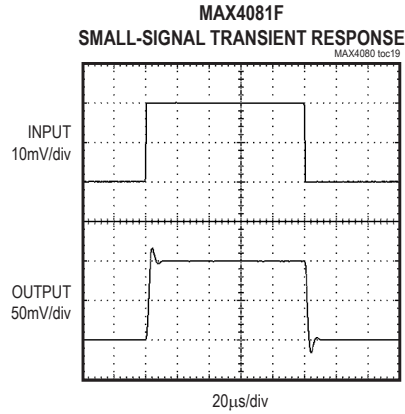 MAX4081F
SMALL-SIGNAL TRANSIENT RESPONSE
MAX4080 toc19
INPUT
10mV/div
OUTPUT
50mV/div
20μs/div